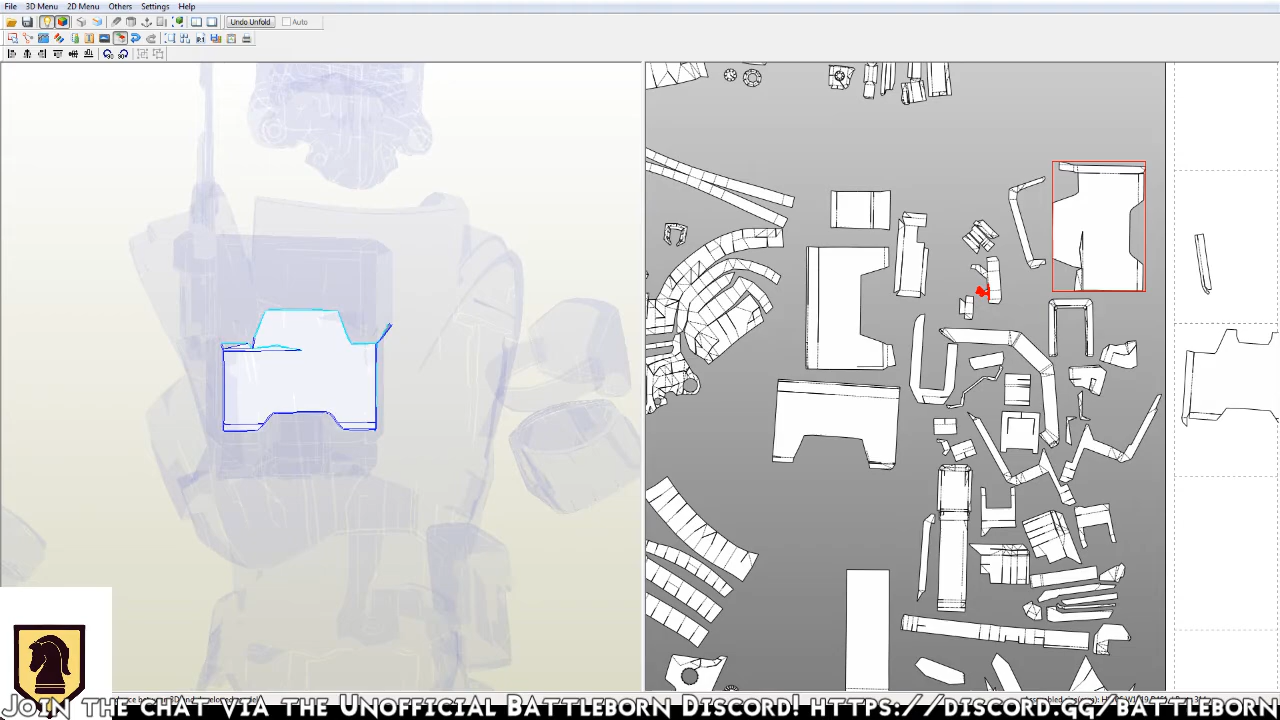 File 3D Menu 2D Menu Others Settings Help
Undo Unfold Auto
Join the chat via the Unofficial Battleborn Discord! https://discord.gg/battleborn